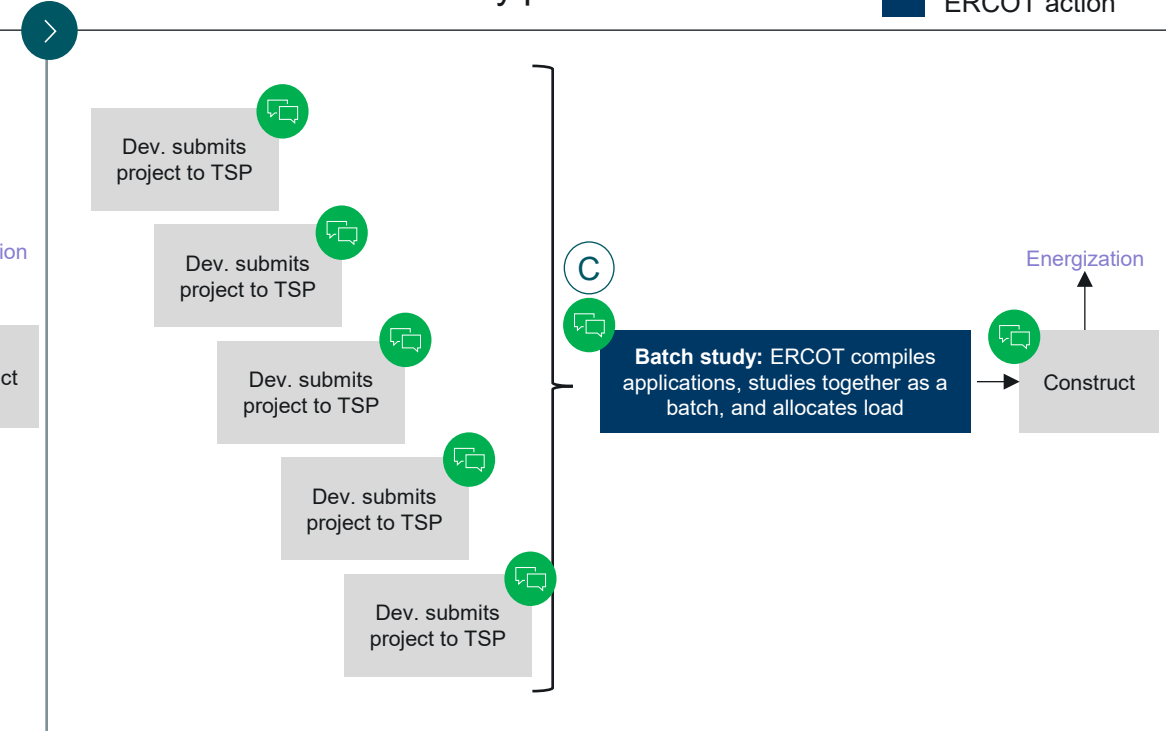 ERCOT action
Dev. submits
project to TSP
Dev. submits
project to TSP
ion
C
Energization
ct
Dev. submits
project to TSP
Batch study: ERCOT compiles
applications, studies together as a
batch, and allocates load
Construct
Dev. submits
project to TSP
Dev. submits
project to TSP